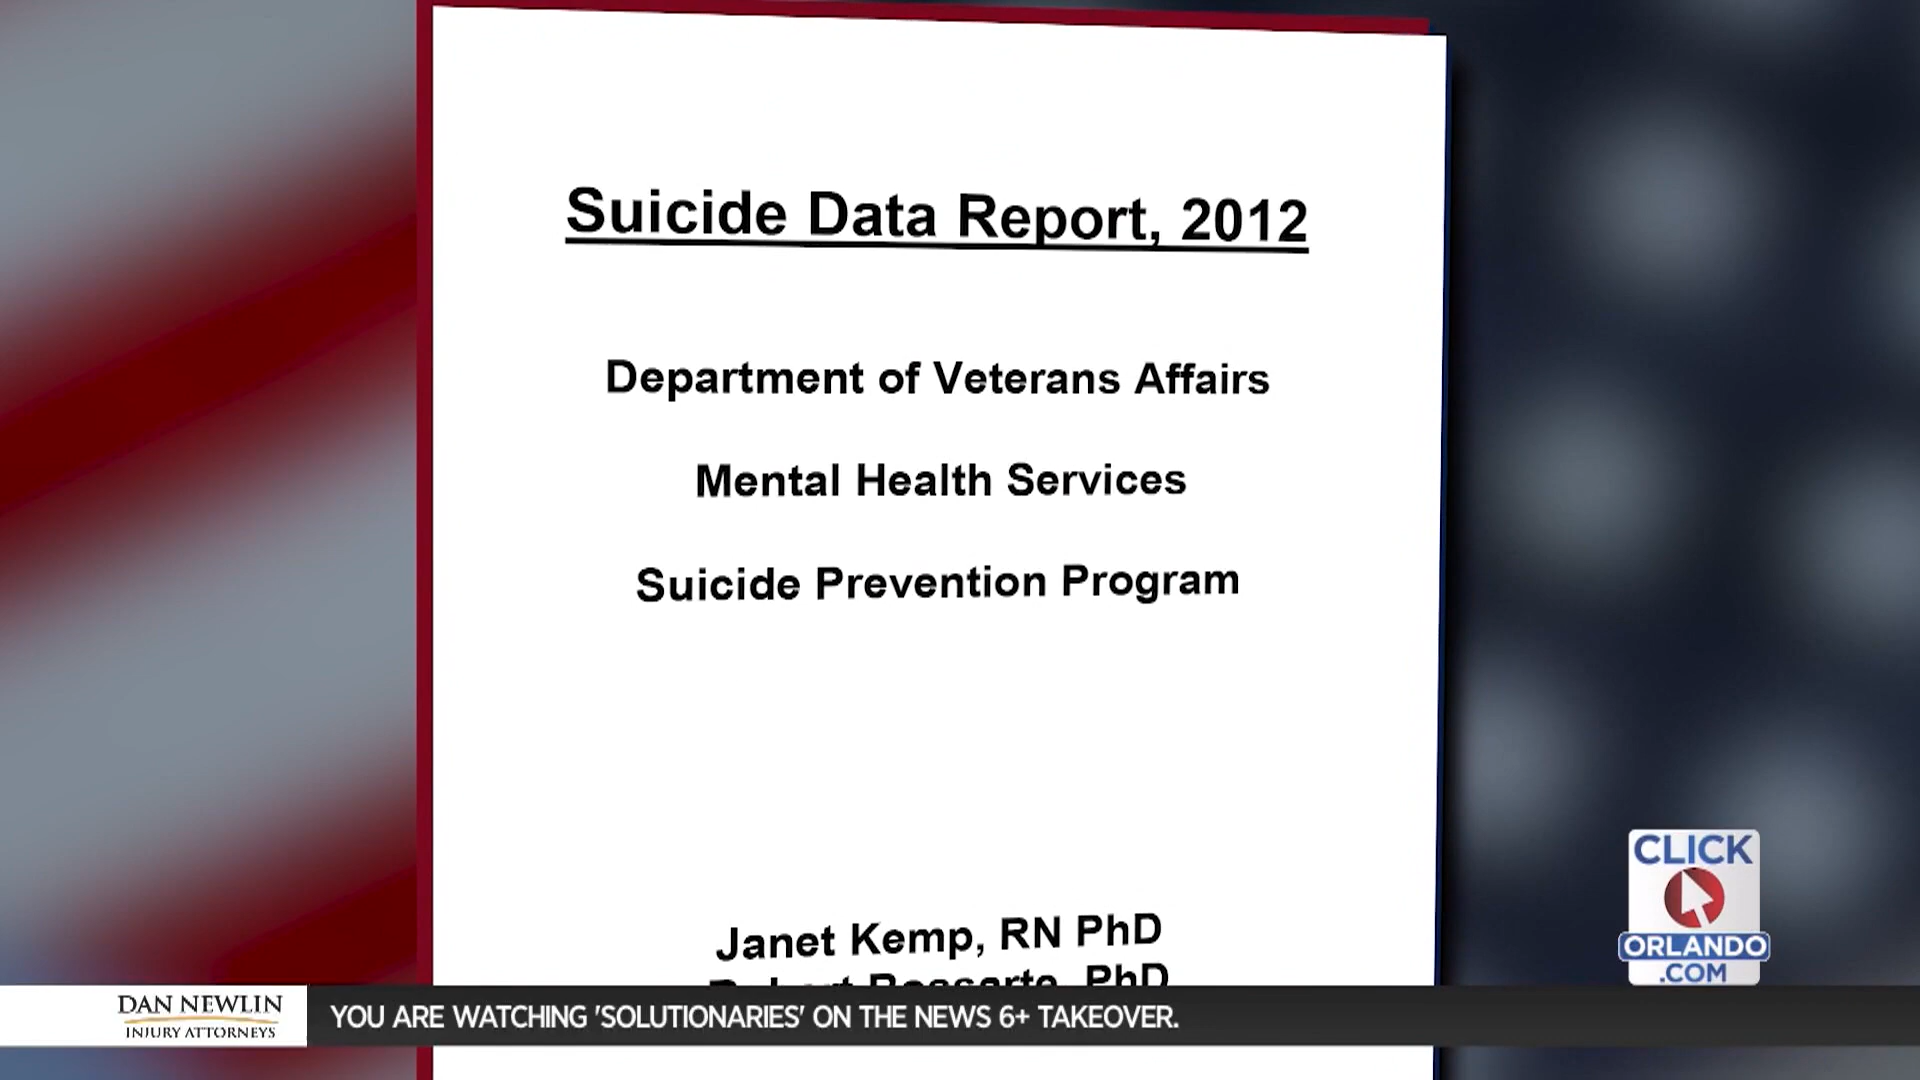 Suicide Data Report, 2012
Department of Veterans Affairs
Mental Health Services
Suicide Prevention Program
Janet Kemp, RN PhD
PhD
CLICK
ORLANDO
.COM
DAN NEWLIN
INJURY ATTORNEYS
YOU ARE WATCHING 'SOLUTIONARIES' ON THE NEWS 6+ TAKEOVER.